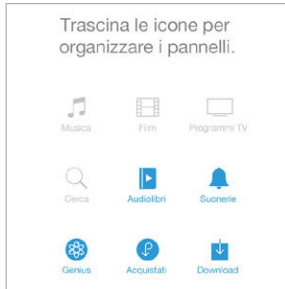 Trascina le icone per
organizzare i pannelli.
Musica Film Programmi TV
Cerca Audiolibri Suonerie
Genius Acquistati Download